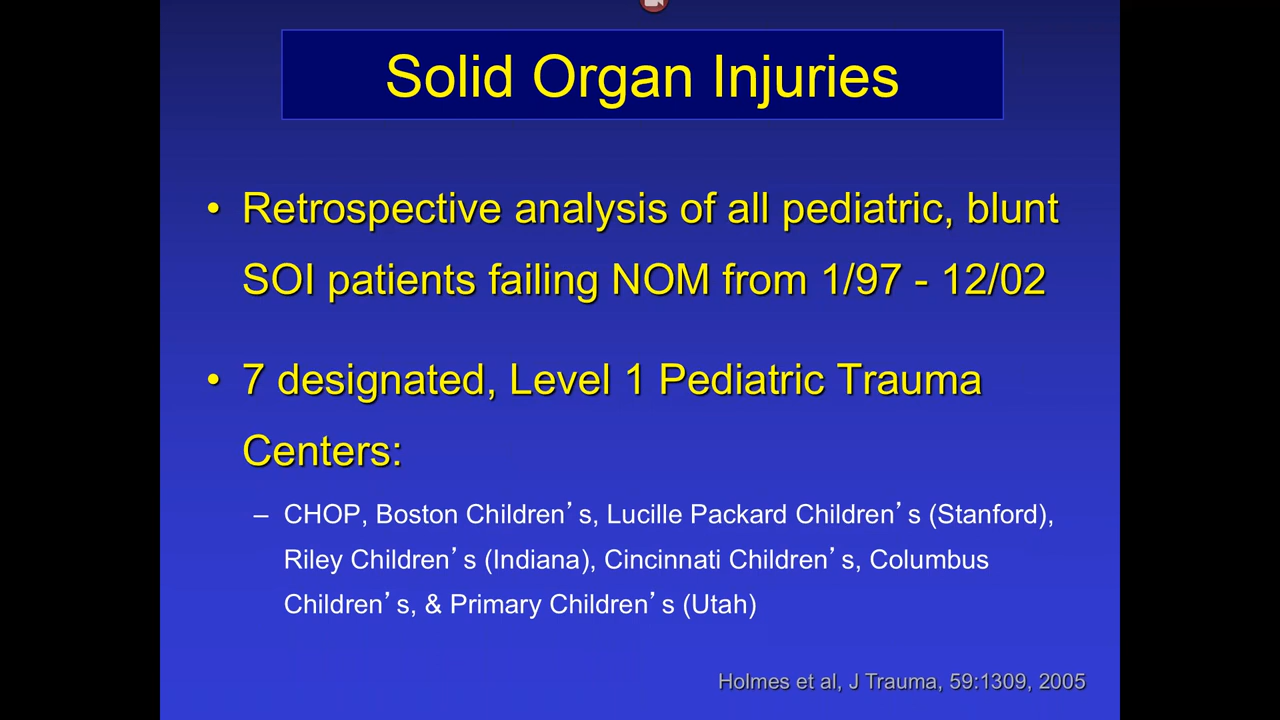 Solid Organ Injuries
• Retrospective analysis of all pediatric, blunt
SOI patients failing NOM from 1/97 - 12/02
• 7 designated, Level 1 Pediatric Trauma
Centers:
– CHOP, Boston Children’s, Lucille Packard Children’s (Stanford),
Riley Children’s (Indiana), Cincinnati Children’s, Columbus
Children’s, & Primary Children’s (Utah)
Holmes et al, J Trauma, 59:1309, 2005